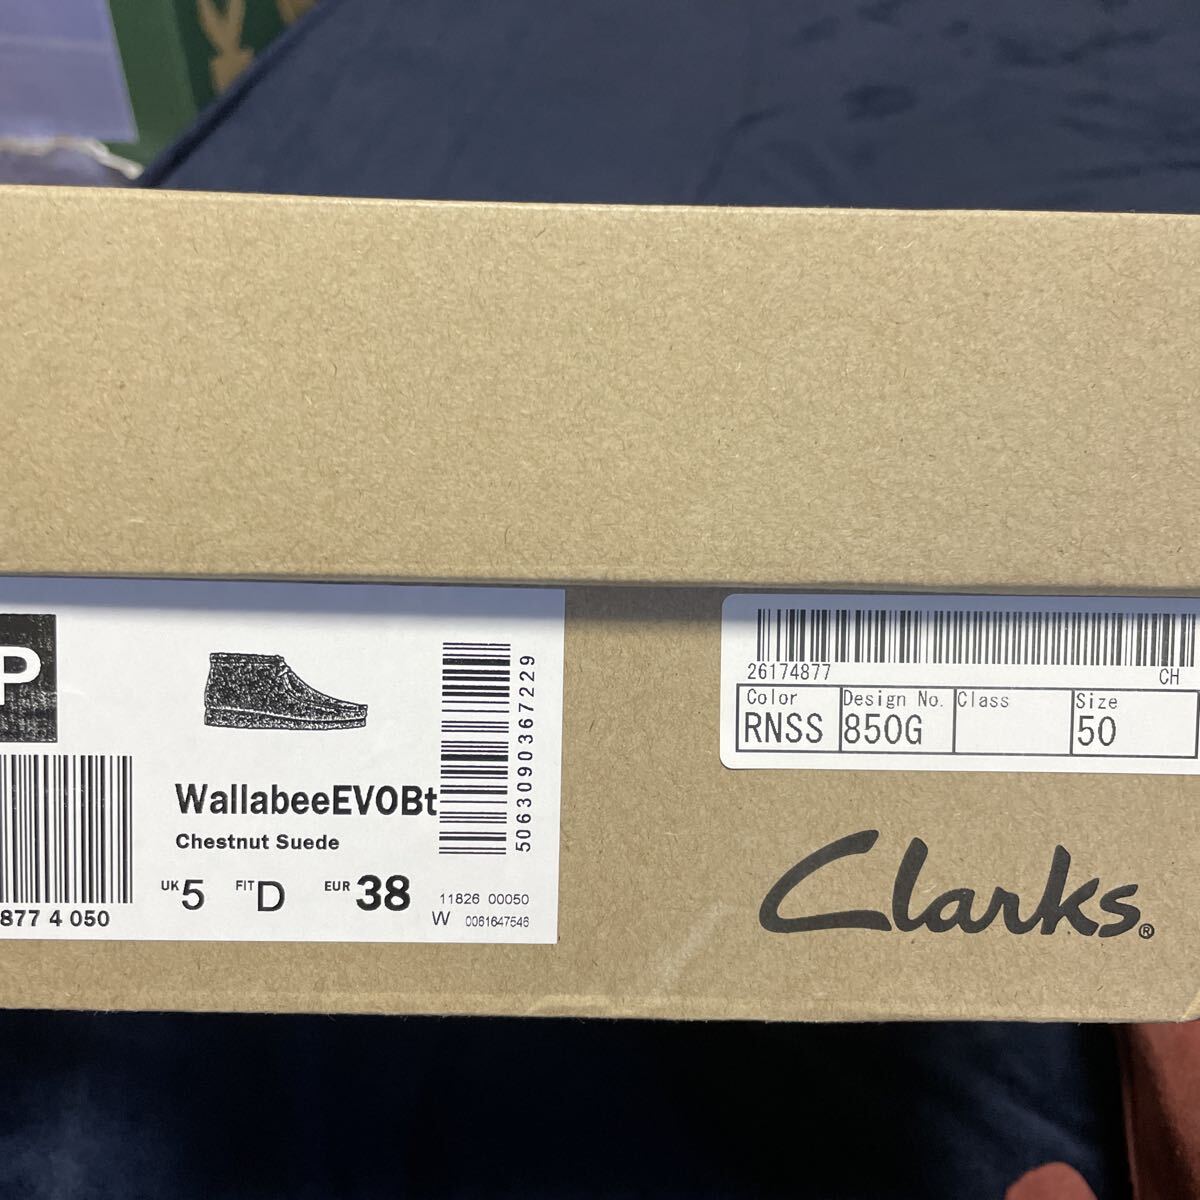 P
WallabeeEVOBt
Chestnut Suede
UK 5 FIT D EUR 38
877 4 050
5063090367229
11826 00050
W 0061647546
26174877 CH
Color Design No. Class Size
RNSS 850G 50
Clarks®